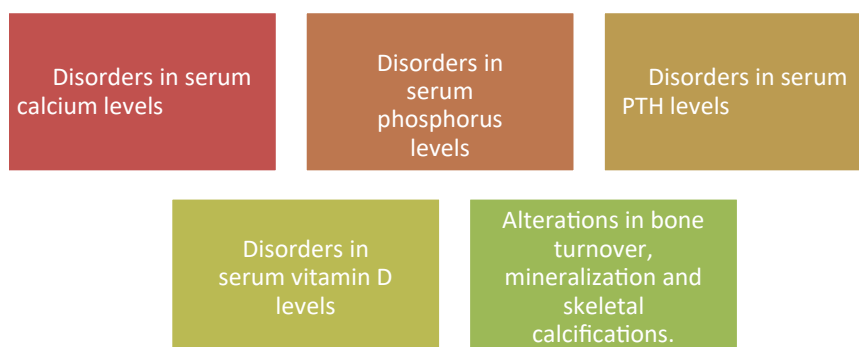 Disorders in serum
calcium levels
Disorders in
serum
phosphorus
levels
Disorders in serum
PTH levels
Disorders in
serum vitamin D
levels
Alterations in bone
turnover,
mineralization and
skeletal
calcifications.